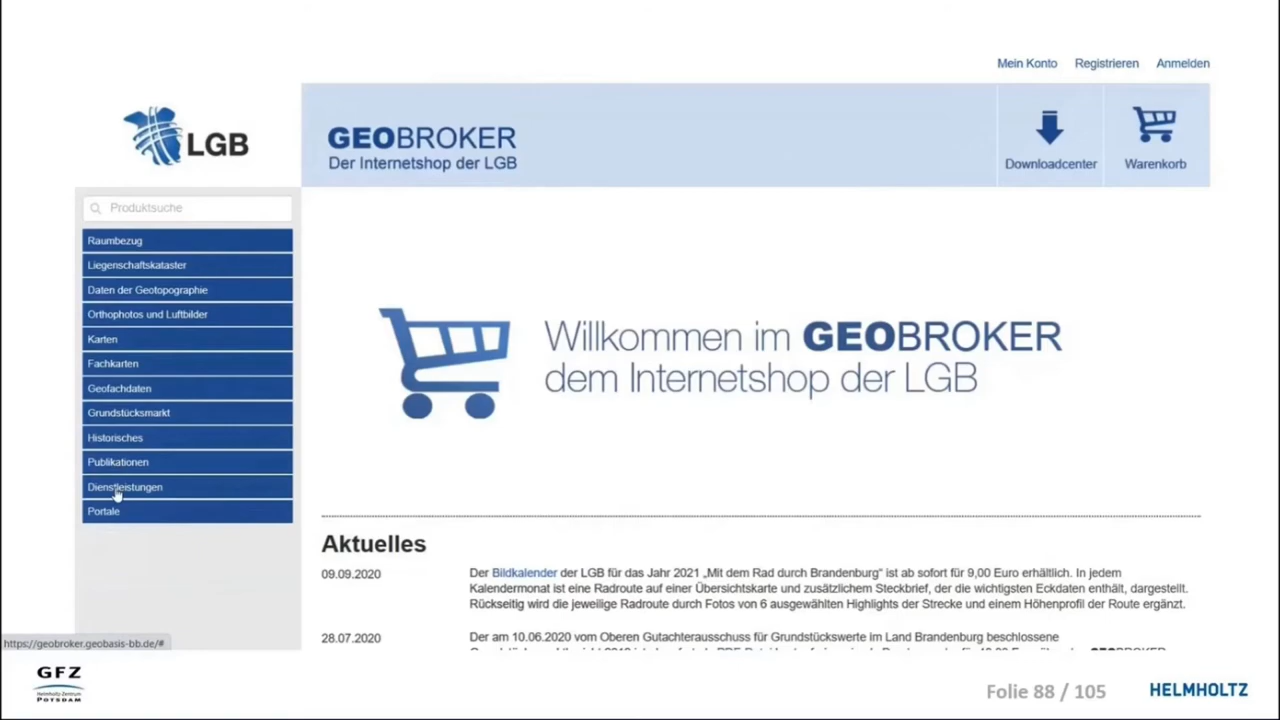 Mein Konto Registrieren Anmelden
LGB
GEOBROKER
Der Internetshop der LGB
Downloadcenter
Warenkorb
Produktsuche
Raumbezug
Liegenschaftskataster
Daten der Geotopographie
Orthophotos und Luftbilder
Karten
Fachkarten
Geofachdaten
Grundstücksmarkt
Historisches
Publikationen
Dienstleistungen
Portale
Willkommen im GEOBROKER
dem Internetshop der LGB
Aktuelles
09.09.2020
Der Bildkalender der LGB für das Jahr 2021 „Mit dem Rad durch Brandenburg“ ist ab sofort für 9,00 Euro erhältlich. In jedem
Kalendermonat ist eine Radroute auf einer Übersichtskarte und zusätzlichem Steckbrief, der die wichtigsten Eckdaten enthält, dargestellt.
Rückseitig wird die jeweilige Radroute durch Fotos von 6 ausgewählten Highlights der Strecke und einem Höhenprofil der Route ergänzt.
28.07.2020
Der am 10.06.2020 vom Oberen Gutachterausschuss für Grundstückswerte im Land Brandenburg beschlossene
https://geobroker.geobasis-bb.de/#
GFZ
Helmholtz-Zentrum
POTSDAM
Folie 88 / 105
HELMHOLTZ